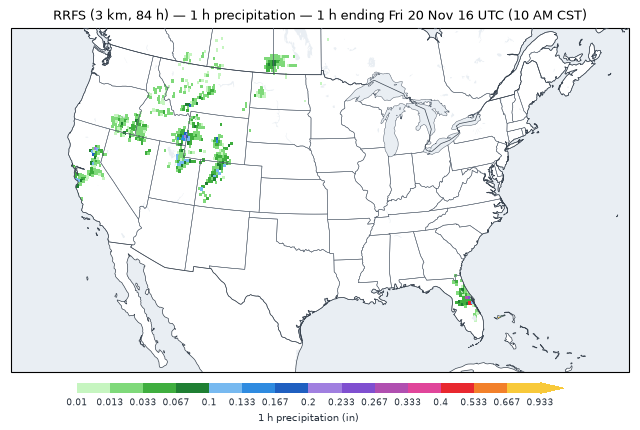 RRFS (3 km, 84 h) — 1 h precipitation — 1 h ending Fri 20 Nov 16 UTC (10 AM CST)
0.01 0.013 0.033 0.067 0.1 0.133 0.167 0.2 0.233 0.267 0.333 0.4 0.533 0.667 0.933
1 h precipitation (in)